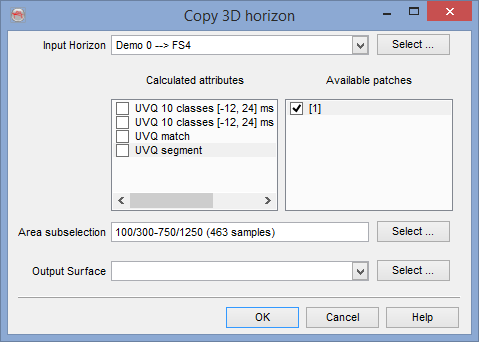 Copy 3D horizon
Input Horizon Demo 0 --> FS4 Select ...
Calculated attributes Available patches
UVQ 10 classes [-12, 24] ms [1]
UVQ 10 classes [-12, 24] ms
UVQ match
UVQ segment
Area subselection 100/300-750/1250 (463 samples) Select ...
Output Surface Select ...
OK Cancel Help